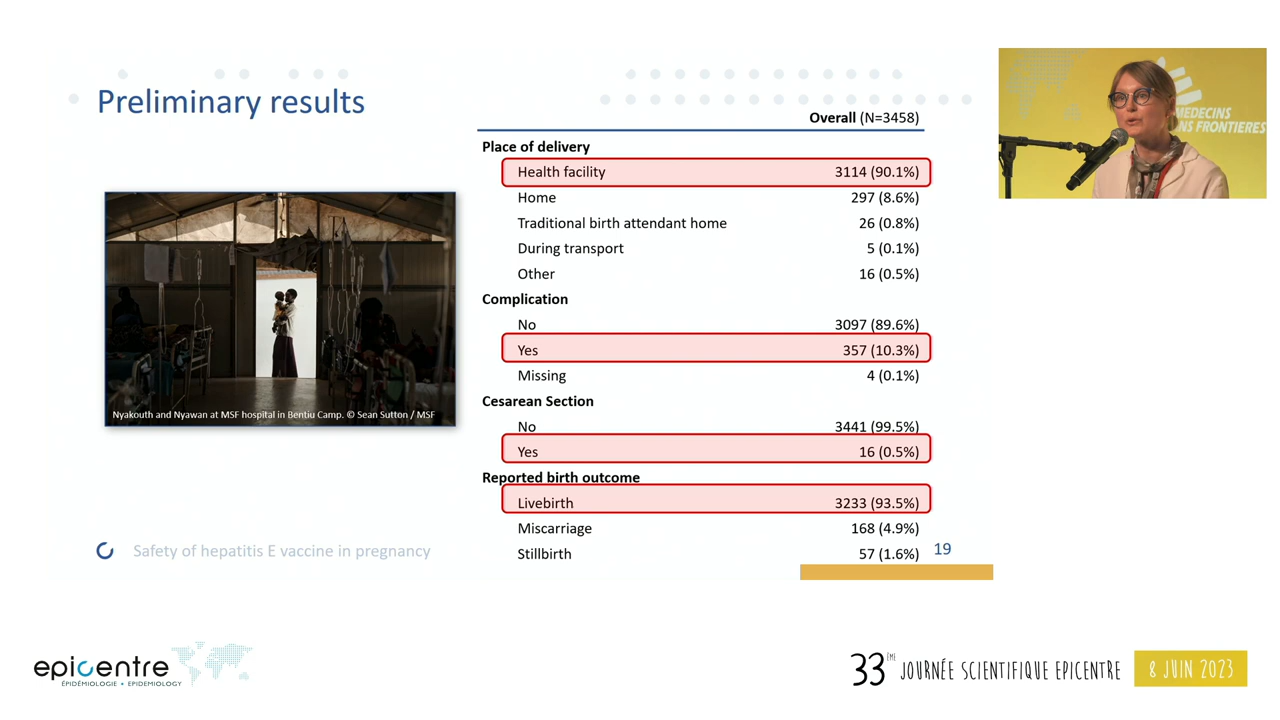 Preliminary results
Overall (N=3458)
Place of delivery
Health facility 3114 (90.1%)
Home 297 (8.6%)
Traditional birth attendant home 26 (0.8%)
During transport 5 (0.1%)
Other 16 (0.5%)
Complication
No 3097 (89.6%)
Yes 357 (10.3%)
Missing 4 (0.1%)
Cesarean Section
No 3441 (99.5%)
Yes 16 (0.5%)
Reported birth outcome
Livebirth 3233 (93.5%)
Miscarriage 168 (4.9%)
Stillbirth 57 (1.6%)
Nyakouth and Nyawan at MSF hospital in Bentiu Camp. © Sean Sutton / MSF
Safety of hepatitis E vaccine in pregnancy
19
MEDECINS
NS FRONTIERES
epicentre
ÉPIDÉMIOLOGIE • EPIDEMIOLOGY
33ÈME JOURNÉE SCIENTIFIQUE EPICENTRE
8 JUIN 2023